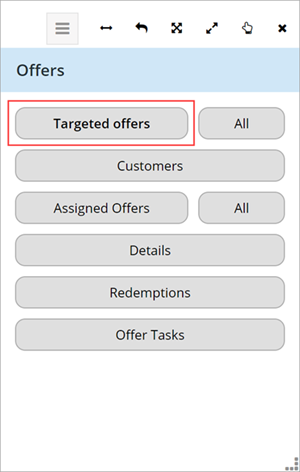 Offers
Targeted offers All
Customers
Assigned Offers All
Details
Redemptions
Offer Tasks